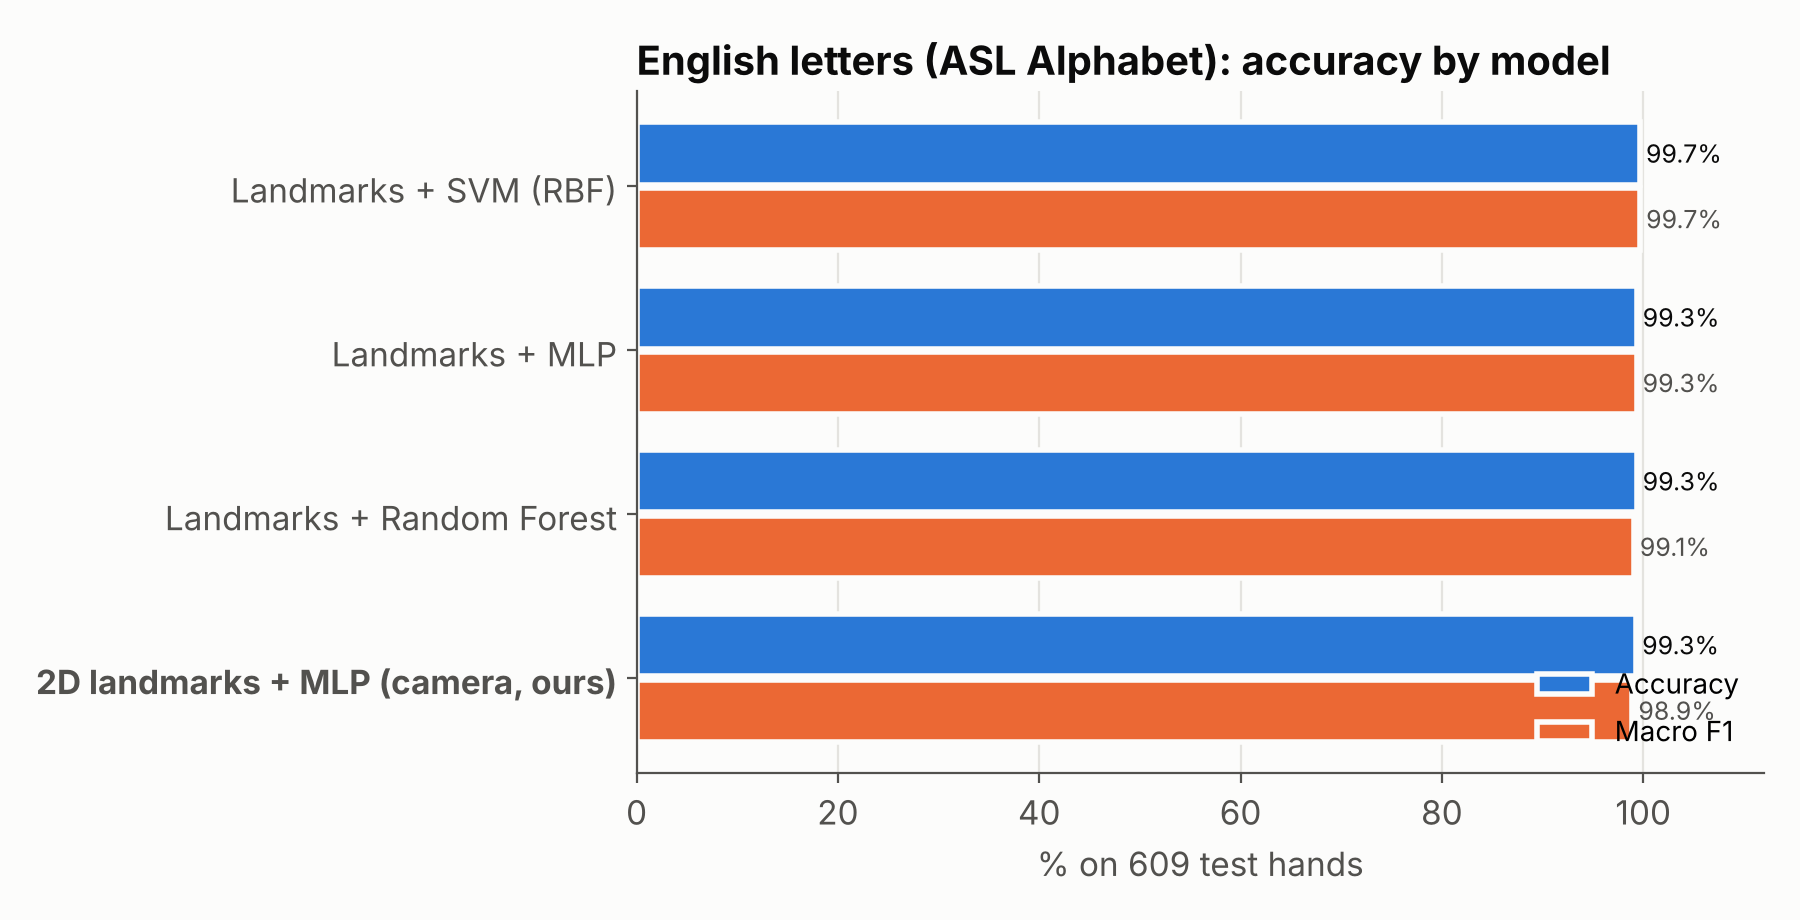 English letters (ASL Alphabet): accuracy by model
Landmarks + SVM (RBF)
99.7%
99.7%
Landmarks + MLP
99.3%
99.3%
Landmarks + Random Forest
99.3%
99.1%
2D landmarks + MLP (camera, ours)
99.3%
98.9%
Accuracy
Macro F1
0 20 40 60 80 100
% on 609 test hands